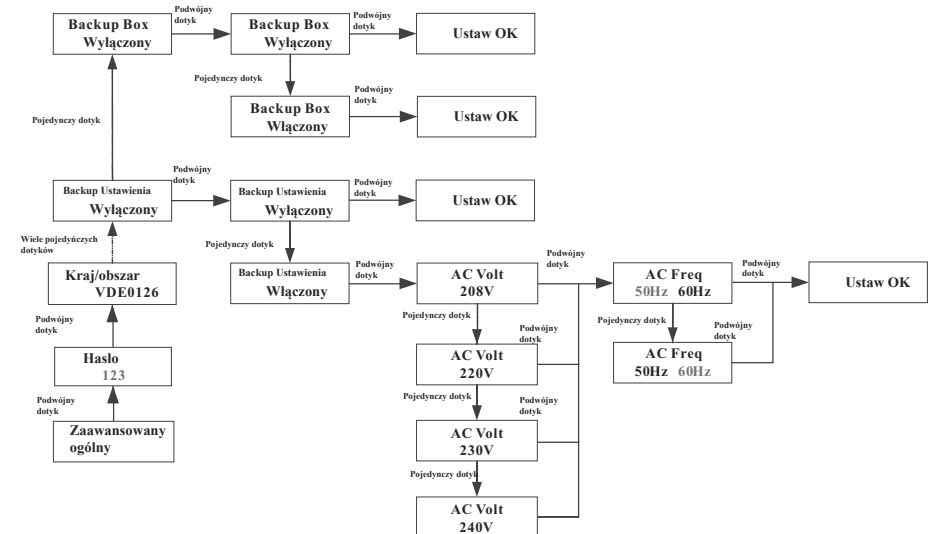 Backup Box
Wyłączony
Podwójny
dotyk
Backup Box
Wyłączony
Podwójny
dotyk
Ustaw OK
Pojedynczy dotyk
Podwójny
dotyk
Backup Box
Włączony
Ustaw OK
Pojedynczy dotyk
Backup Ustawienia
Wyłączony
Podwójny
dotyk
Backup Ustawienia
Wyłączony
Podwójny
dotyk
Ustaw OK
Wiele pojedyńczych
dotyków
Pojedynczy dotyk
Kraj/obszar
VDE0126
Backup Ustawienia
Włączony
Podwójny
dotyk
AC Volt
208V
Podwójny
dotyk
AC Freq
50Hz 60Hz
Podwójny
dotyk
Ustaw OK
Podwójny
dotyk
Pojedynczy dotyk
Podwójny
dotyk
Pojedynczy dotyk
Podwójny
dotyk
Hasło
123
AC Volt
220V
AC Freq
50Hz 60Hz
Podwójny
dotyk
Pojedynczy dotyk
Podwójny
dotyk
Zaawansowany
ogólny
AC Volt
230V
Pojedynczy dotyk
AC Volt
240V